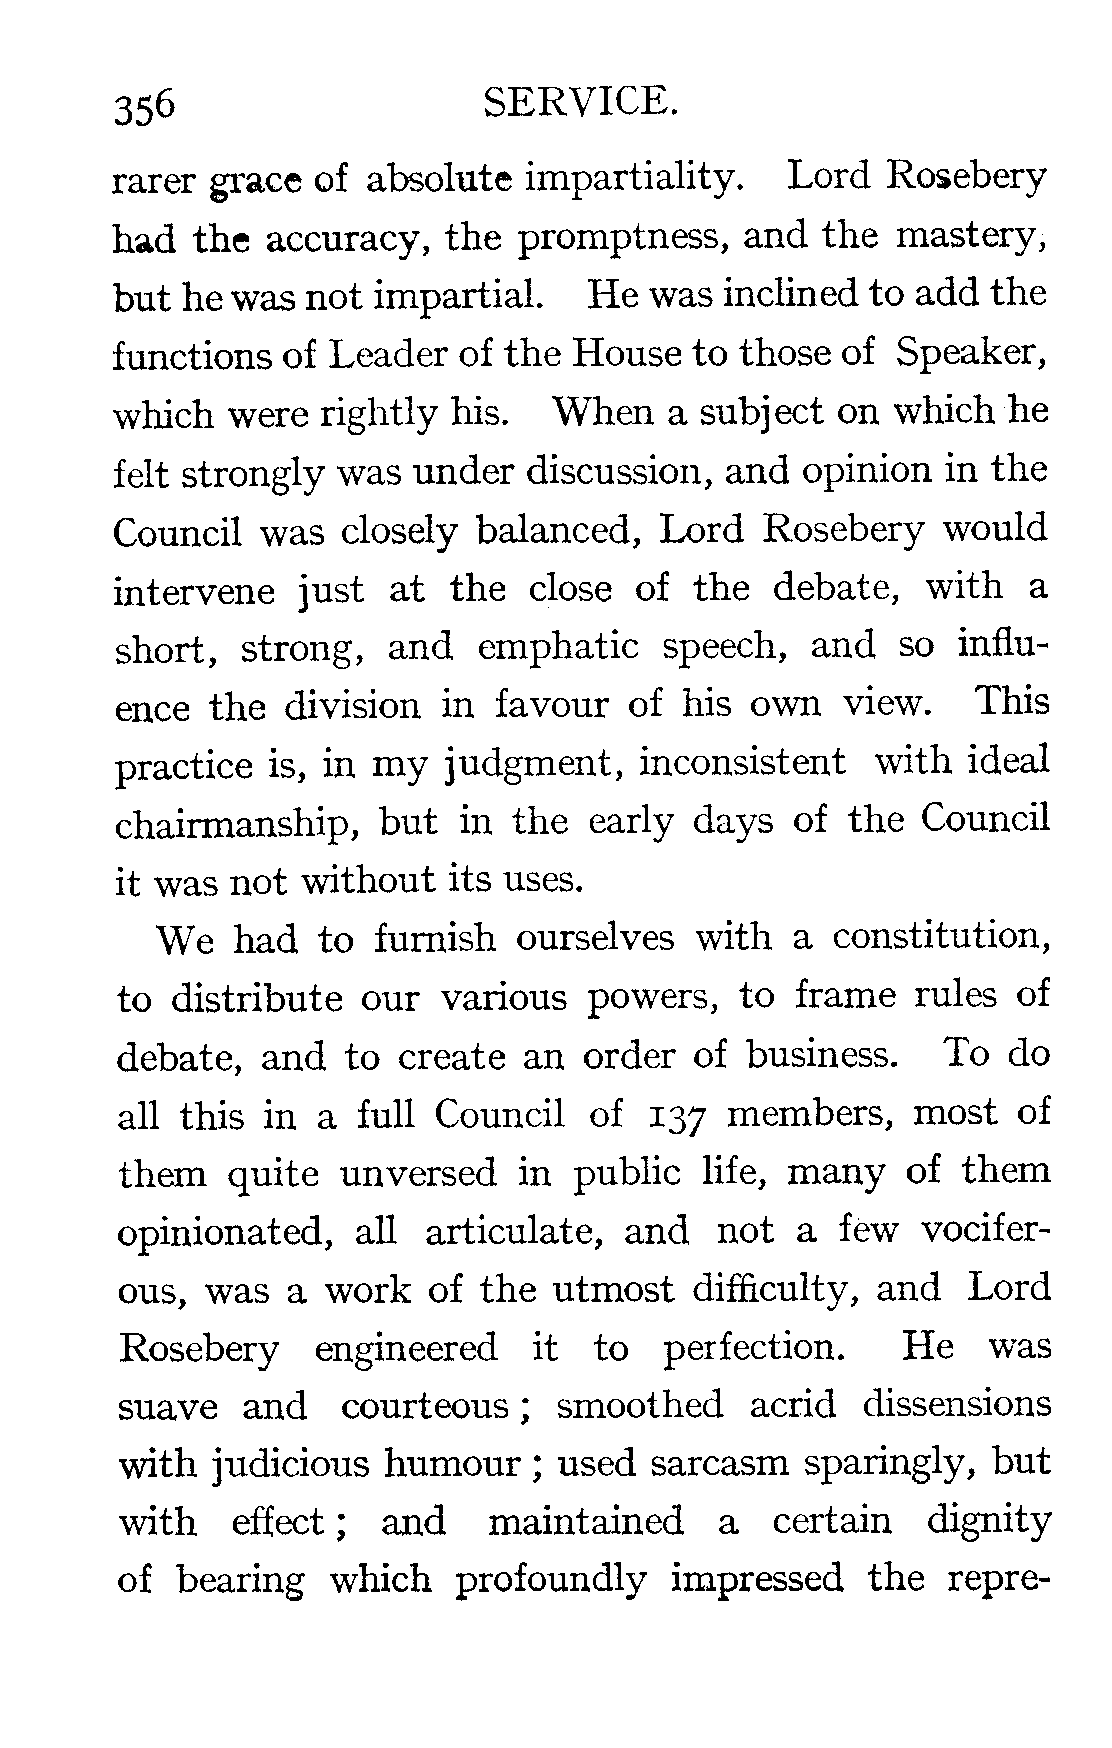 356 SERVICE.
rarer grace of absolute impartiality. Lord Rosebery
had the accuracy, the promptness, and the mastery,
but he was not impartial. He was inclined to add the
functions of Leader of the House to those of Speaker,
which were rightly his. When a subject on which he
felt strongly was under discussion, and opinion in the
Council was closely balanced, Lord Rosebery would
intervene just at the close of the debate, with a
short, strong, and emphatic speech, and so influ-
ence the division in favour of his own view. This
practice is, in my judgment, inconsistent with ideal
chairmanship, but in the early days of the Council
it was not without its uses.
We had to furnish ourselves with a constitution,
to distribute our various powers, to frame rules of
debate, and to create an order of business. To do
all this in a full Council of 137 members, most of
them quite unversed in public life, many of them
opinionated, all articulate, and not a few vocifer-
ous, was a work of the utmost difficulty, and Lord
Rosebery engineered it to perfection. He was
suave and courteous ; smoothed acrid dissensions
with judicious humour ; used sarcasm sparingly, but
with effect ; and maintained a certain dignity
of bearing which profoundly impressed the repre-